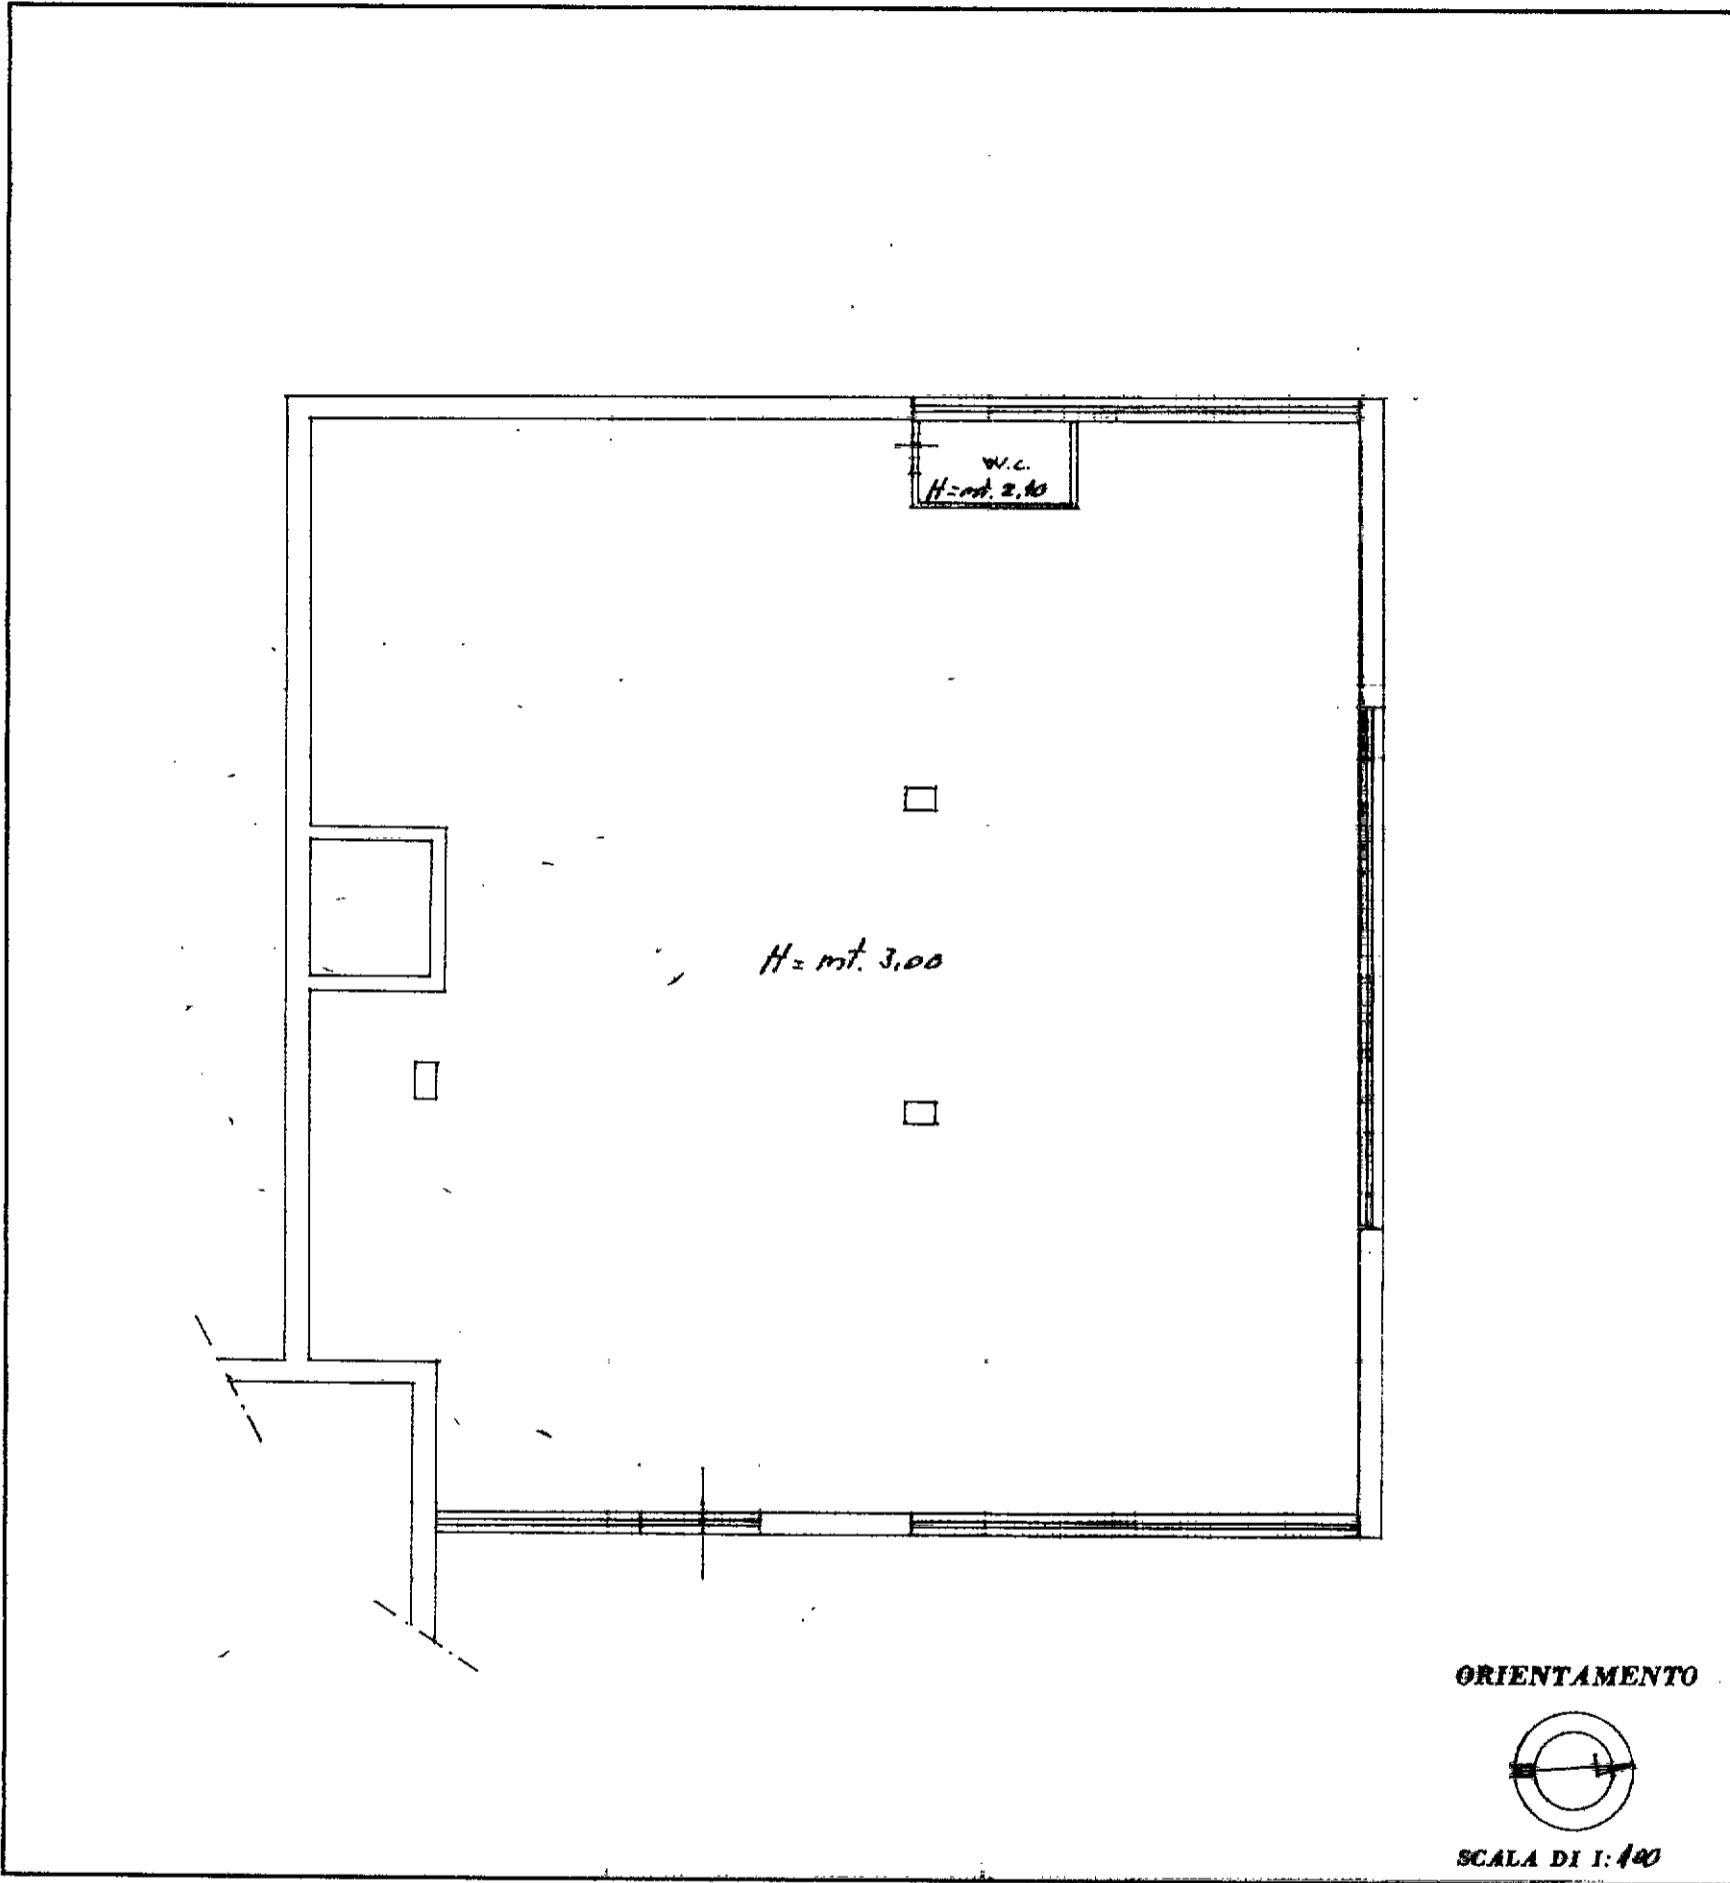 W.C.
H = mt. 2,40
H = mt. 3,00
ORIENTAMENTO
SCALA DI 1: 100